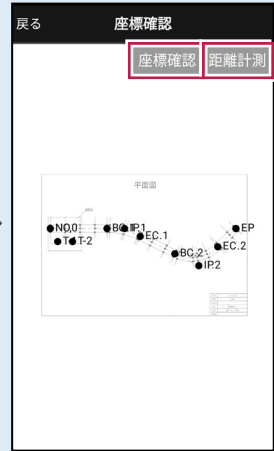 戻る 座標確認
座標確認 距離計測
平面図
NO,0 BC.1 IP.1 EP
T-1 T-2 EC.1 EC.2
BC.2
IP.2